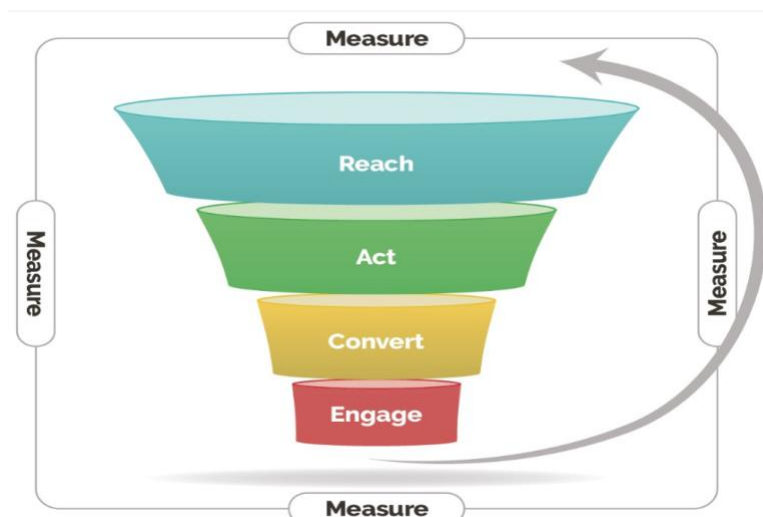 Measure
Reach
Act
Measure
Measure
Convert
Engage
Measure